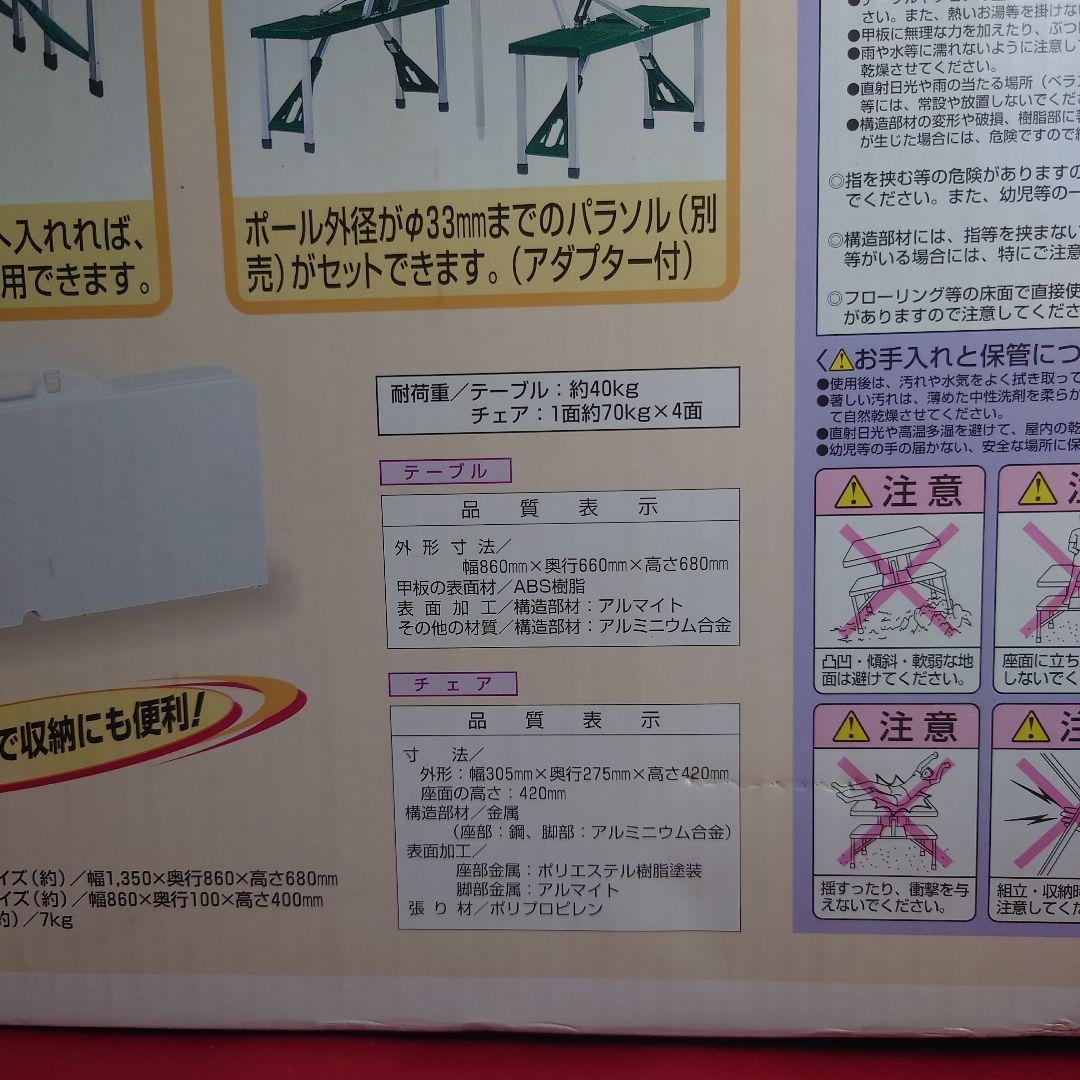 へ入れれば、
用できます。
ポール外径がφ33mmまでのパラソル(別
売)がセットできます。(アダプター付)
耐荷重／テーブル：約40kg
チェア：1面約70kg×4面
テーブル
品質表示
外形寸法／
幅860mm×奥行660mm×高さ680mm
甲板の表面材／ABS樹脂
表面加工／構造部材：アルマイト
その他の材質／構造部材：アルミニウム合金
チェア
品質表示
寸法／
外形：幅305mm×奥行275mm×高さ420mm
座面の高さ：420mm
構造部材／金属
(座部：鋼、脚部：アルミニウム合金)
表面加工／
座部金属：ポリエステル樹脂塗装
脚部金属：アルマイト
張り材／ポリプロピレン
で収納にも便利!
イズ(約)／幅1,350×奥行860×高さ680mm
イズ(約)／幅860×奥行100×高さ400mm
約)／7kg
さい。また、熱いお湯等を掛けな
●甲板に無理な力を加えたり、ぶつ
●雨や水等に濡れないように注意し
乾燥させてください。
●直射日光や雨の当たる場所(ベラ
等には、常設や放置しないでくだ
●構造部材の変形や破損、樹脂部に
が生じた場合には、危険ですので
◎指を挟む等の危険がありますの
でください。また、幼児等の
◎構造部材には、指等を挟まない
等がいる場合には、特にご注意
◎フローリング等の床面で直接使
がありますので注意してくださ
〈⚠お手入れと保管につ
●使用後は、汚れや水気をよく拭き取って
●著しい汚れは、薄めた中性洗剤を柔らか
て自然乾燥させてください。
●直射日光や高温多湿を避けて、屋内の乾
●幼児等の手の届かない、安全な場所に保
⚠注意
凸凹・傾斜・軟弱な地
面は避けてください。
座面に立ち
しないでく
⚠注意
揺すったり、衝撃を与
えないでください。
組立・収納時
注意してくだ